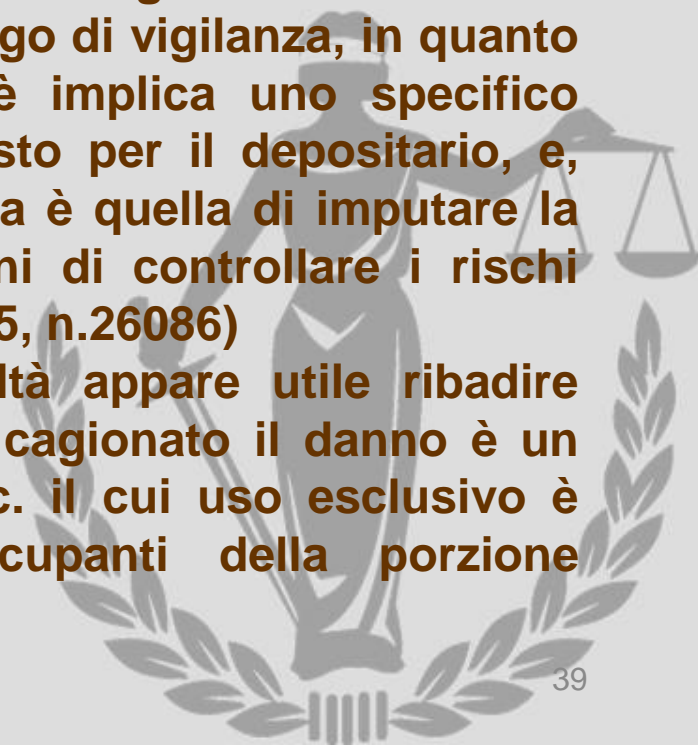 go di vigilanza, in quanto
è implica uno specifico
sto per il depositario, e,
a è quella di imputare la
ni di controllare i rischi
5, n.26086)
ltà appare utile ribadire
cagionato il danno è un
c. il cui uso esclusivo è
cupanti della porzione
39